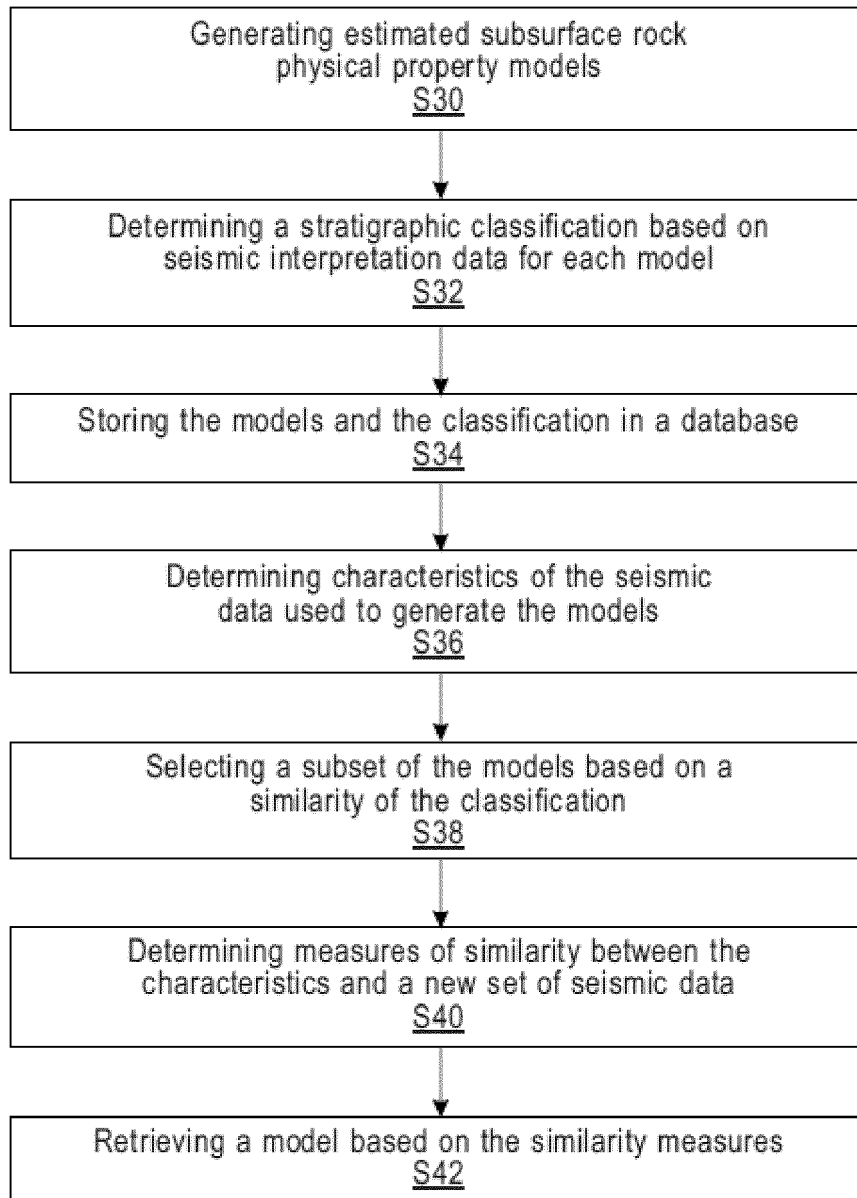 Generating estimated subsurface rock
physical property models
S30
Determining a stratigraphic classification based on
seismic interpretation data for each model
S32
Storing the models and the classification in a database
S34
Determining characteristics of the seismic
data used to generate the models
S36
Selecting a subset of the models based on a
similarity of the classification
S38
Determining measures of similarity between the
characteristics and a new set of seismic data
S40
Retrieving a model based on the similarity measures
S42